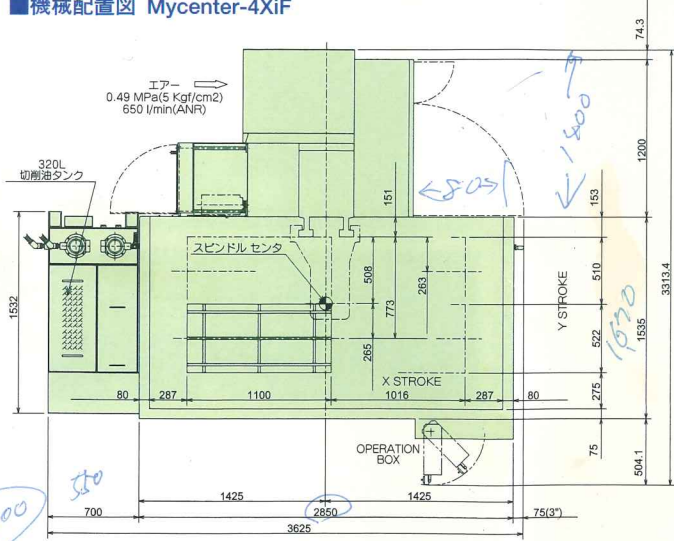 ■機械配置図 Mycenter-4XiF
エアー
0.49 MPa(5 Kgf/cm2)
650 l/min(ANR)
320L
切削油タンク
スピンドル センタ
74.3
1200
1400
800
153
151
508
263
773
265
510
522
275
Y STROKE
1535
3313.4
1532
X STROKE
80
287
1100
1016
287
80
OPERATION
BOX
75
504.1
550
1425
1425
700
2850
75(3")
3625